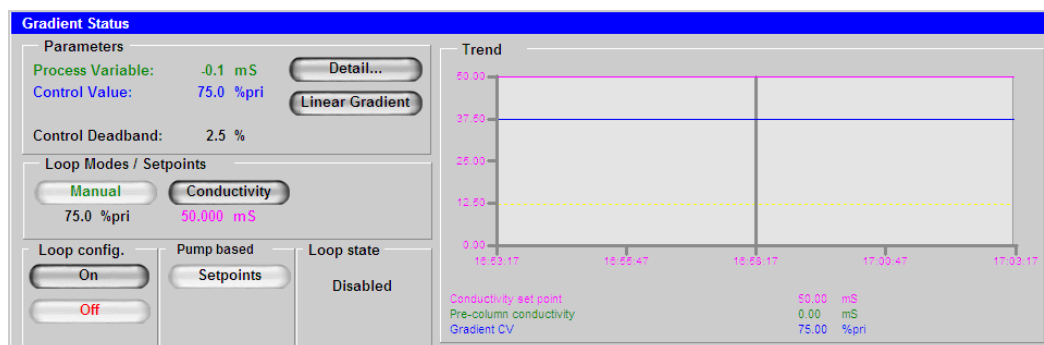 Gradient Status
Parameters
Process Variable: -0.1 mS
Detail...
Control Value: 75.0 %pri
Linear Gradient
Control Deadband: 2.5 %
Loop Modes / Setpoints
Manual
Conductivity
75.0 %pri
50.000 mS
Loop config.
On
Off
Pump based
Setpoints
Loop state
Disabled
Trend
50.00
37.50
25.00
12.50
0.00
16:53:17
16:55:47
16:58:17
17:00:47
17:03:17
Conductivity set point 50.00 mS
Pre-column conductivity 0.00 mS
Gradient CV 75.00 %pri